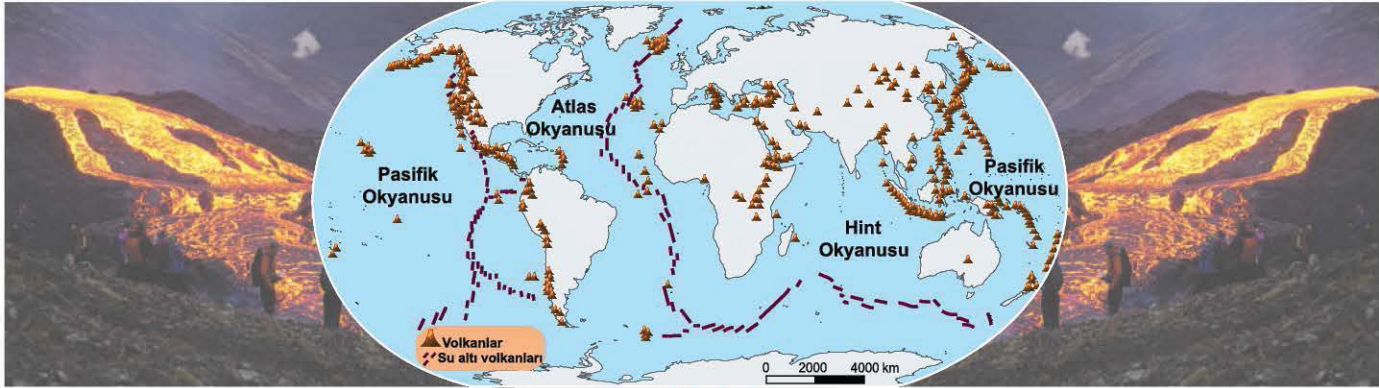 Atlas
Okyanusu
Pasifik
Okyanusu
Pasifik
Okyanusu
Hint
Okyanusu
Volkanlar
Su altı volkanları
0 2000 4000 km